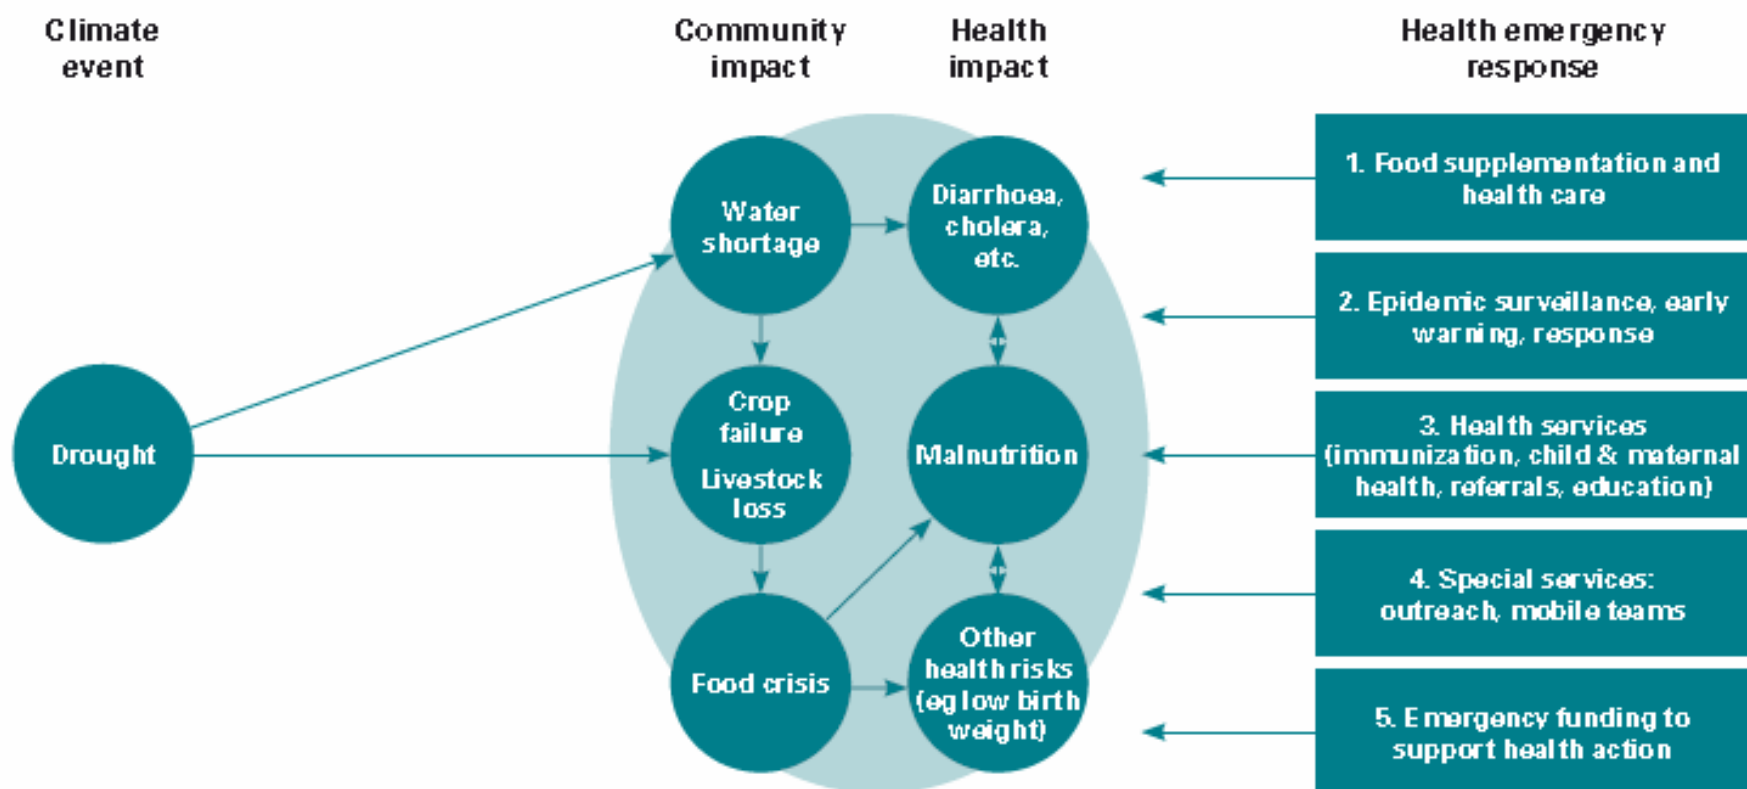 Climate
event
Community
impact
Health
impact
Health emergency
response
Drought
Water
shortage
Crop
failure
Livestock
loss
Food crisis
Diarrhoea,
cholera,
etc.
Malnutrition
Other
health risks
(eg low birth
weight)
1. Food supplementation and
health care
2. Epidemic surveillance, early
warning, response
3. Health services
(immunization, child & maternal
health, referrals, education)
4. Special services:
outreach, mobile teams
5. Emergency funding to
support health action